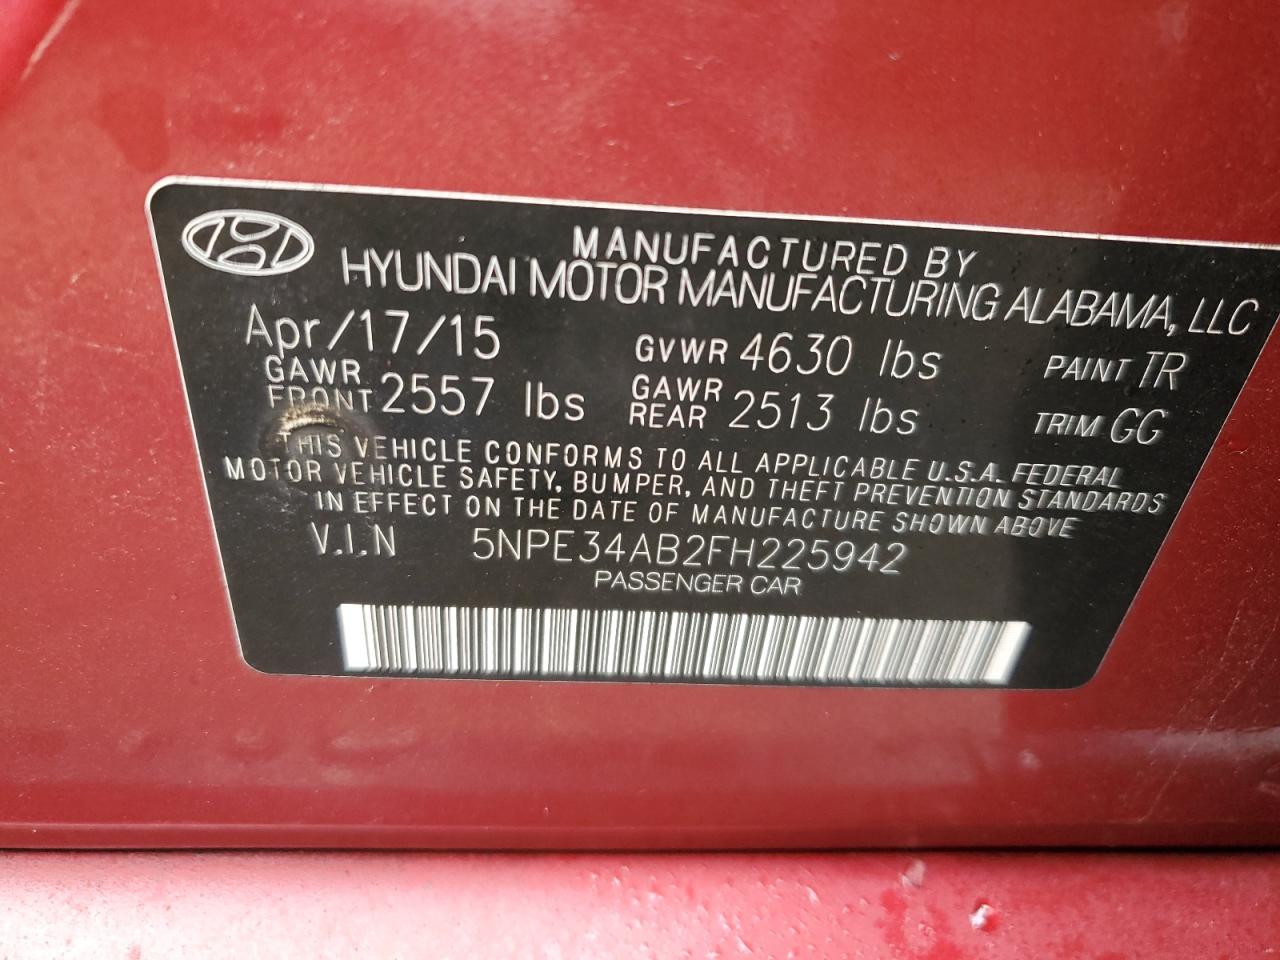 MANUFACTURED BY
HYUNDAI MOTOR MANUFACTURING ALABAMA, LLC
Apr/17/15 GVWR 4630 lbs PAINT TR
GAWR FRONT 2557 lbs GAWR REAR 2513 lbs TRIM GG
THIS VEHICLE CONFORMS TO ALL APPLICABLE U.S.A. FEDERAL
MOTOR VEHICLE SAFETY, BUMPER, AND THEFT PREVENTION STANDARDS
IN EFFECT ON THE DATE OF MANUFACTURE SHOWN ABOVE
V.I.N 5NPE34AB2FH225942
PASSENGER CAR